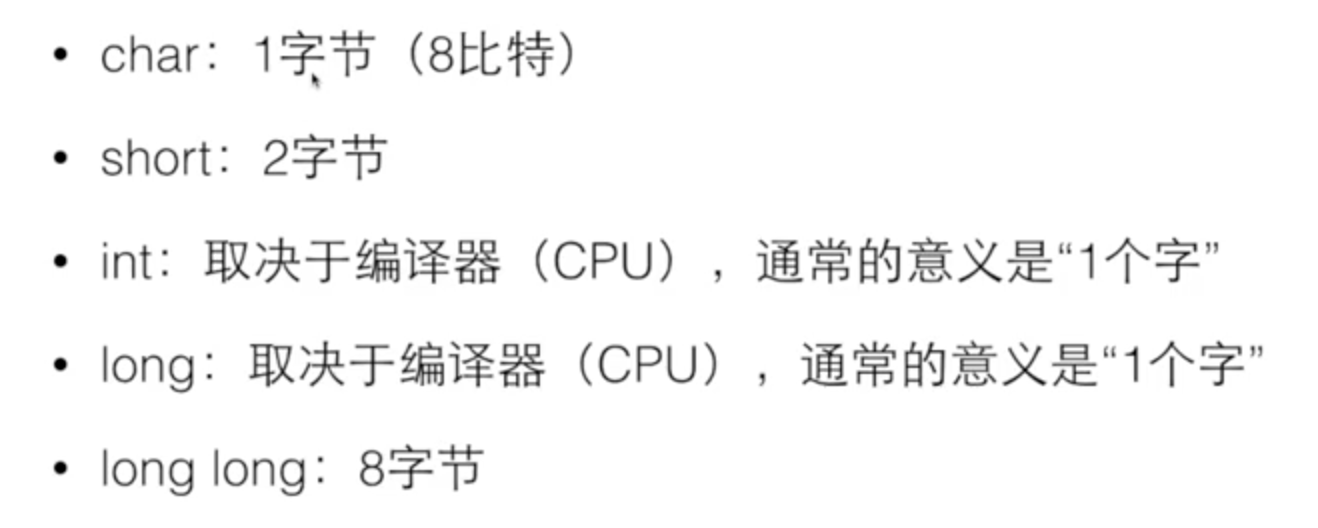 • char：1字节（8比特）
• short：2字节
• int：取决于编译器（CPU），通常的意义是“1个字”
• long：取决于编译器（CPU），通常的意义是“1个字”
• long long：8字节